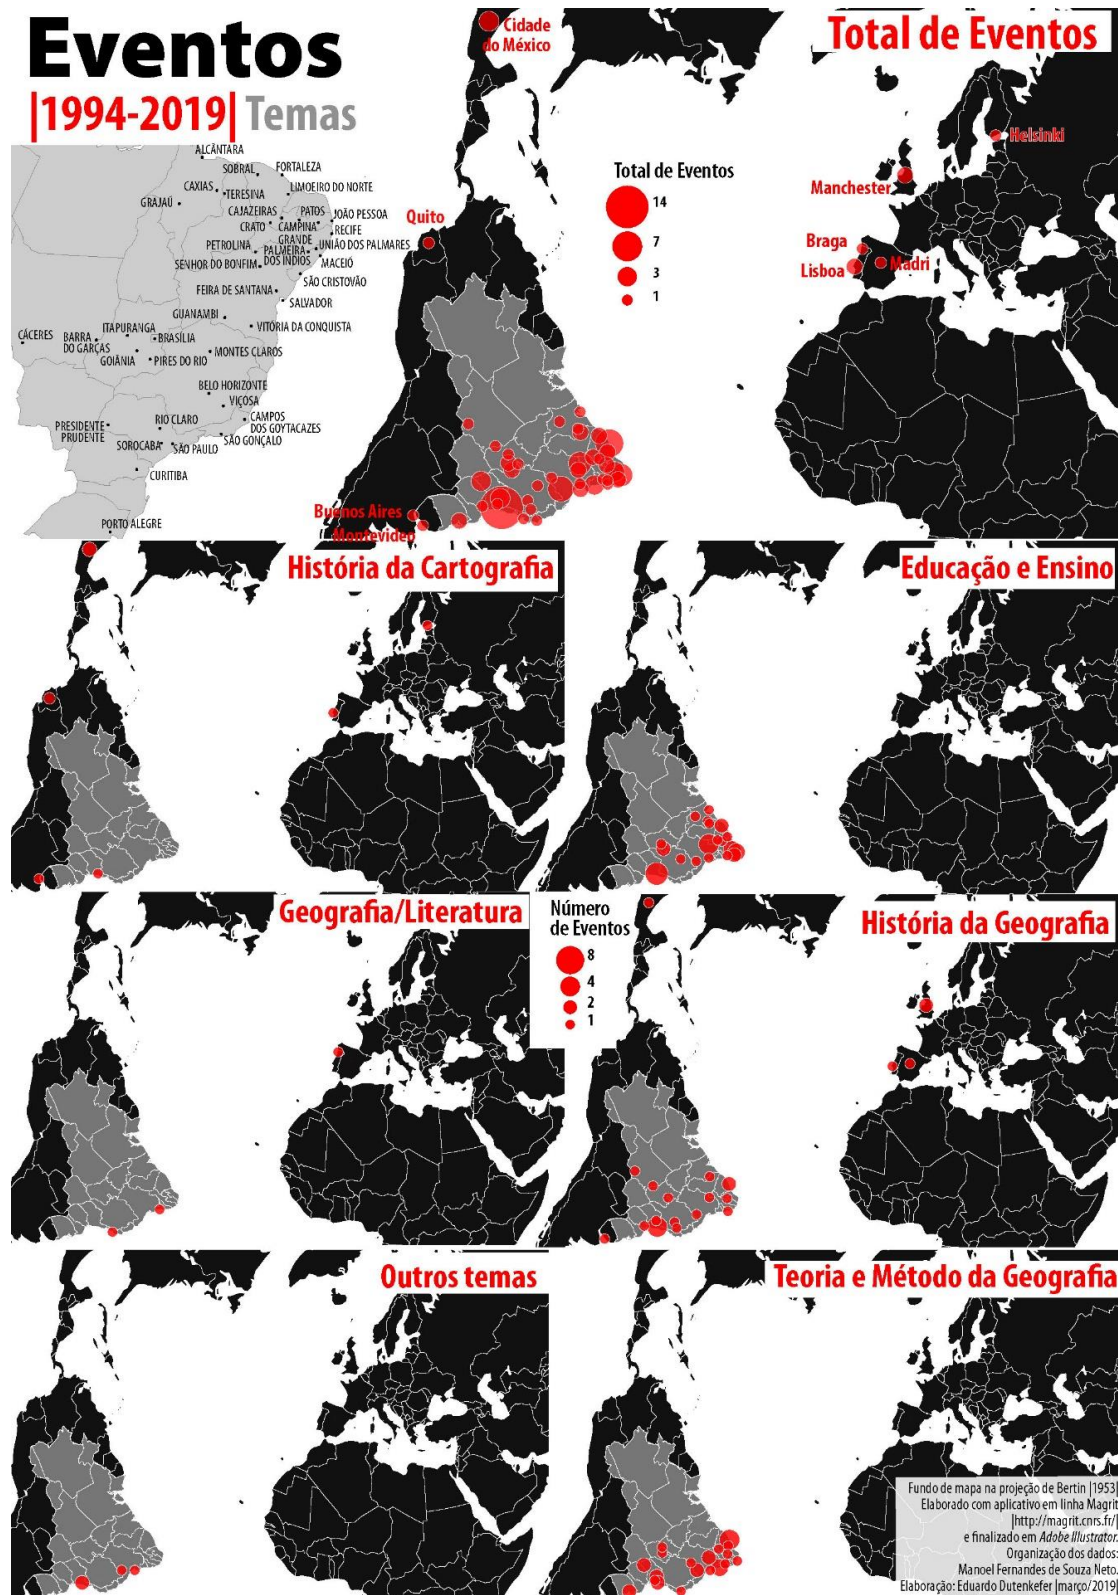 Eventos
|1994-2019| Temas
ALCÂNTARA
SOBRAL
FORTALEZA
CAXIAS
TERESINA
LIMOEIRO DO NORTE
GRAJAÚ
CAJAZEIRAS
PATOS
JOÃO PESSOA
CRATO
CAMPINA
GRANDE
RECIFE
PETROLINA
PALMEIRA
DOS ÍNDIOS
UNIÃO DOS PALMARES
SENHOR DO BONFIM
MACEIÓ
SÃO CRISTOVÃO
FEIRA DE SANTANA
SALVADOR
GUANAMBI
VITÓRIA DA CONQUISTA
CÁCERES
BARRA
DO GARÇAS
ITAPURANGA
BRASÍLIA
GOIÂNIA
PIRES DO RIO
MONTES CLAROS
BELO HORIZONTE
VIÇOSA
PRESIDENTE
PRUDENTE
RIO CLARO
CAMPOS
DOS GOYTACAZES
SOROCABA
SÃO PAULO
SÃO GONÇALO
CURITIBA
PORTO ALEGRE
Cidade
do México
Quito
Buenos Aires
Montevideo
Total de Eventos
14
7
3
1
Total de Eventos
Helsinki
Manchester
Braga
Lisboa
Madri
História da Cartografia
Educação e Ensino
Geografia/Literatura
Número
de Eventos
8
4
2
1
História da Geografia
Outros temas
Teoria e Método da Geografia
Fundo de mapa na projeção de Bertin |1953|
Elaborado com aplicativo em linha Magrit
|http://magrit.cnrs.fr/|
e finalizado em Adobe Illustrator.
Organização dos dados:
Manoel Fernandes de Souza Neto.
Elaboração: Eduardo Dutenkefer |março/2019|